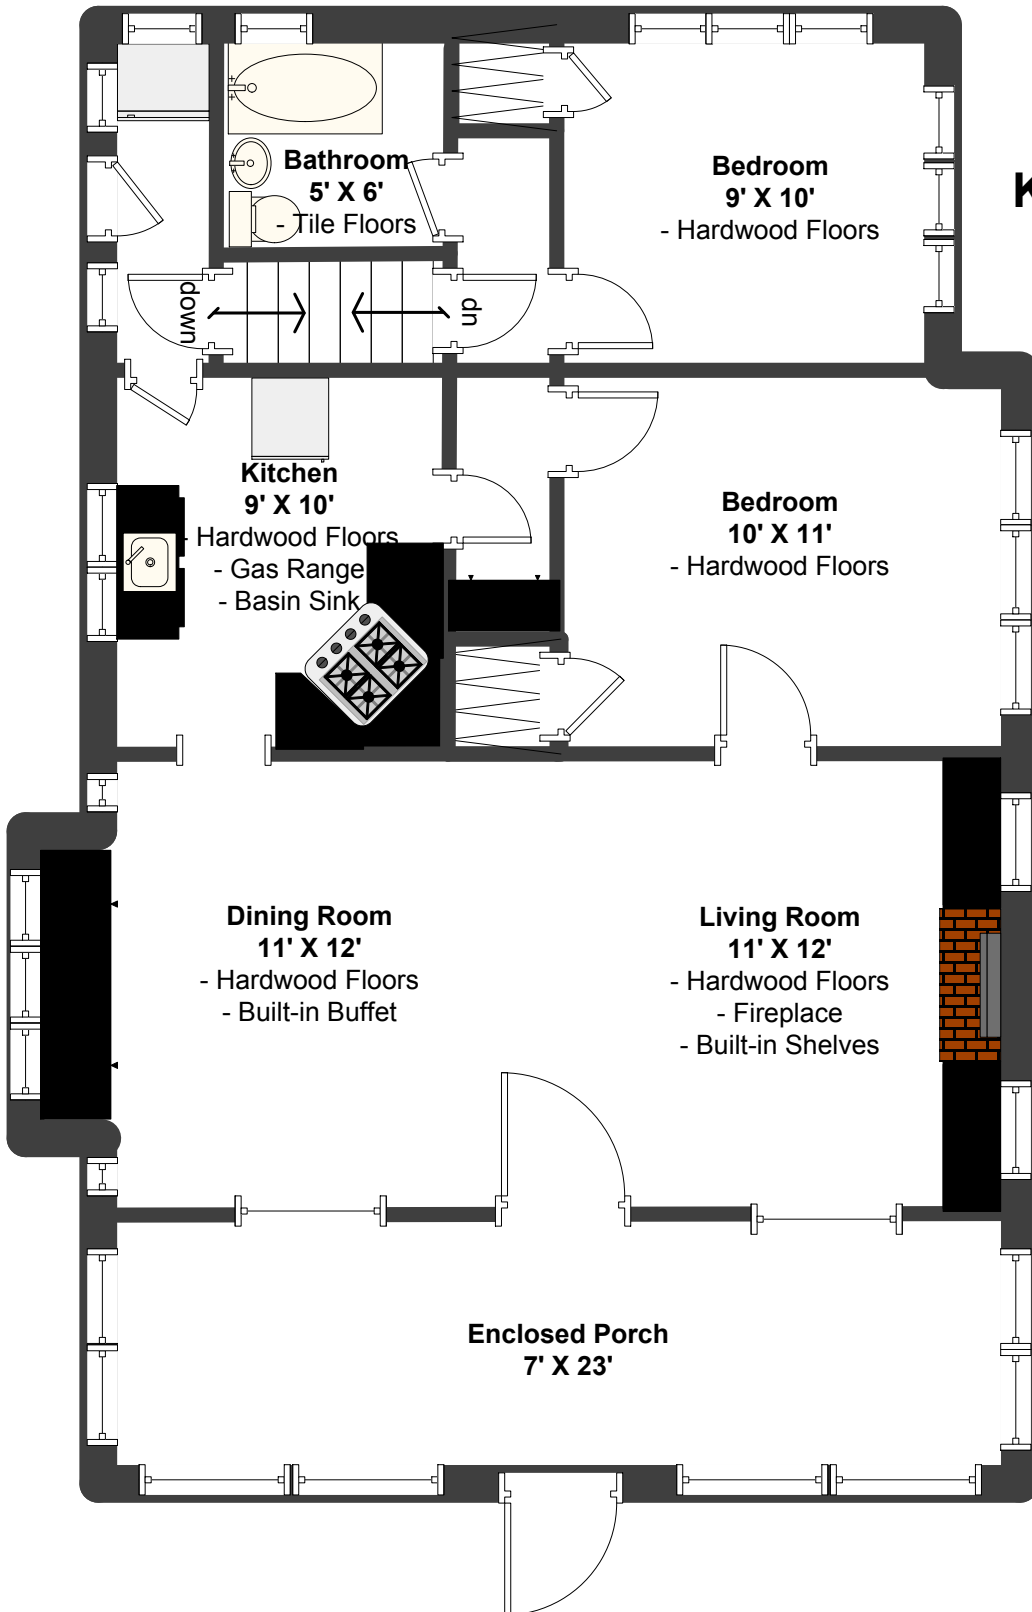 Bathroom
5' X 6'
- Tile Floors
Bedroom
9' X 10'
- Hardwood Floors
K
down
up
Kitchen
9' X 10'
- Hardwood Floors
- Gas Range
- Basin Sink
Bedroom
10' X 11'
- Hardwood Floors
Dining Room
11' X 12'
- Hardwood Floors
- Built-in Buffet
Living Room
11' X 12'
- Hardwood Floors
- Fireplace
- Built-in Shelves
Enclosed Porch
7' X 23'